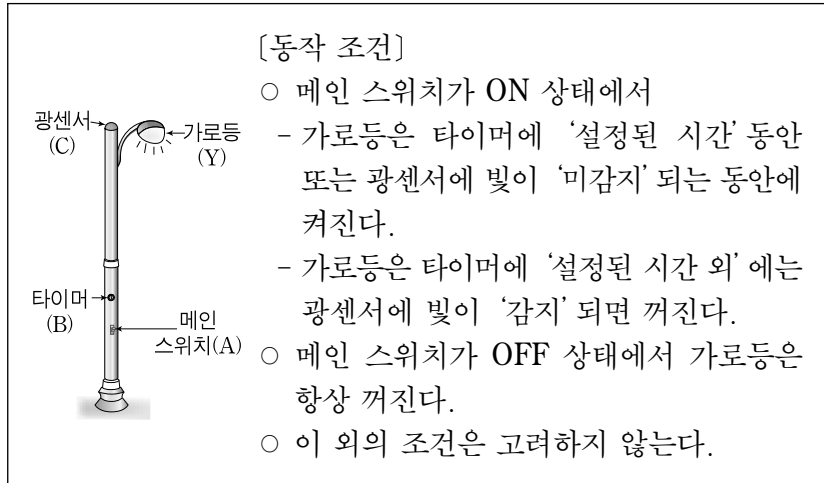 광센서
(C)
가로등
(Y)
타이머
(B)
메인
스위치(A)
〔동작 조건〕
○ 메인 스위치가 ON 상태에서
- 가로등은 타이머에 ‘설정된 시간’ 동안
또는 광센서에 빛이 ‘미감지’ 되는 동안에
켜진다.
- 가로등은 타이머에 ‘설정된 시간 외’에는
광센서에 빛이 ‘감지’ 되면 꺼진다.
○ 메인 스위치가 OFF 상태에서 가로등은
항상 꺼진다.
○ 이 외의 조건은 고려하지 않는다.